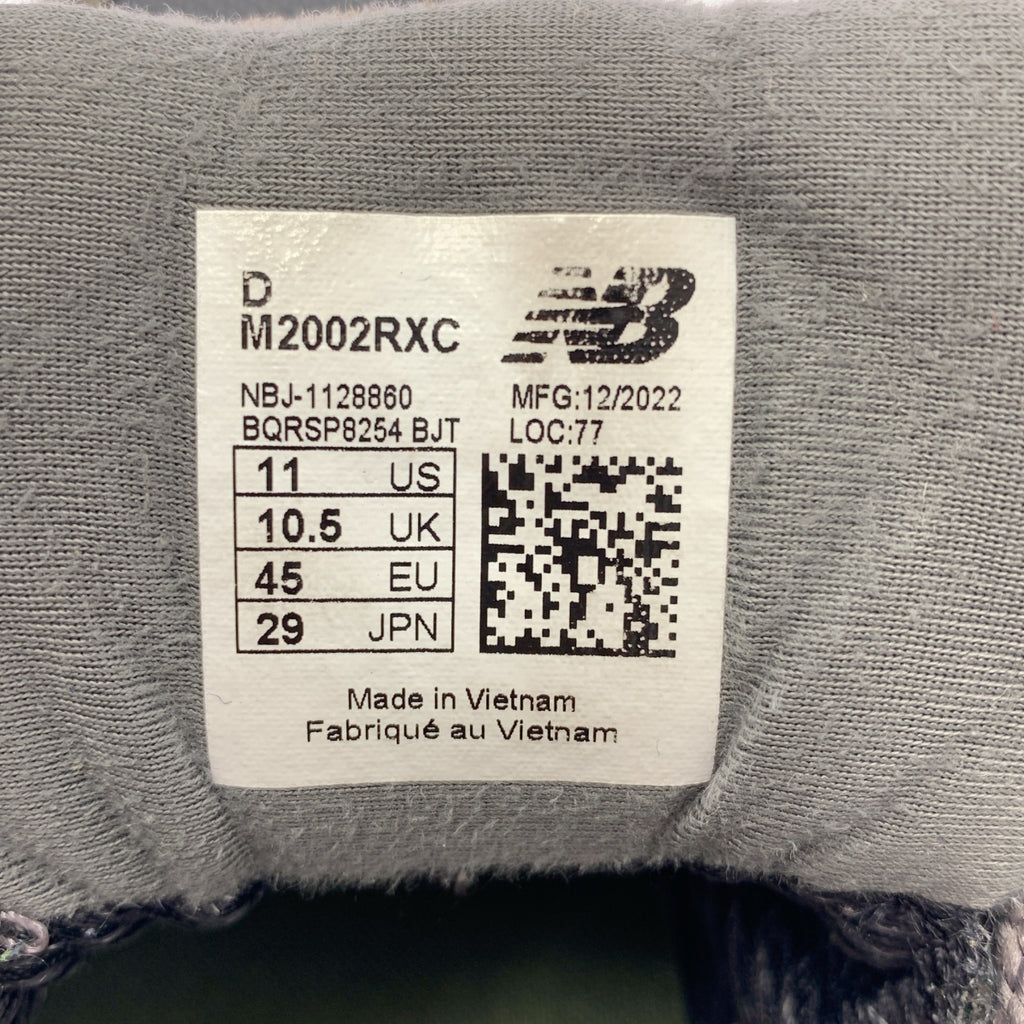 D
M2002RXC
NB
NBJ-1128860
BQRSP8254 BJT
MFG:12/2022
LOC:77
11 US
10.5 UK
45 EU
29 JPN
Made in Vietnam
Fabriqué au Vietnam